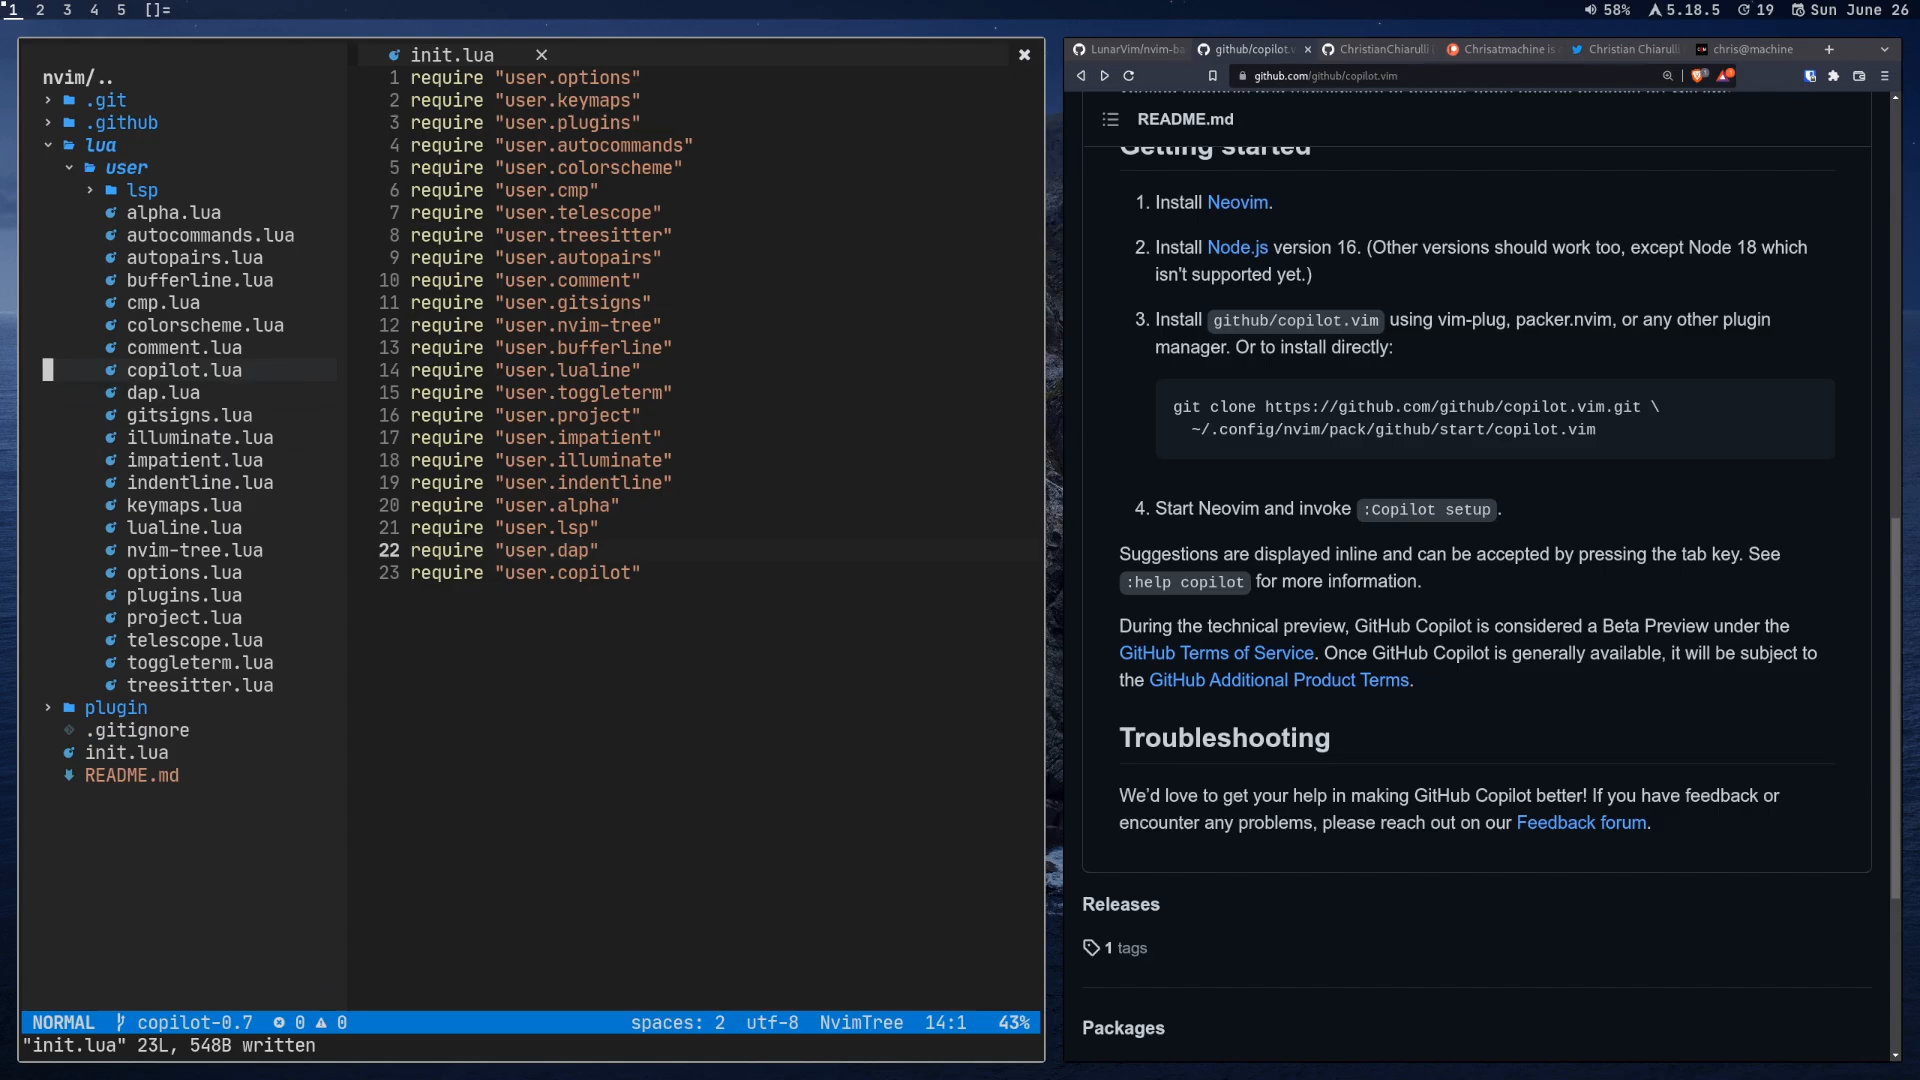 1 2 3 4 5 []=
58% 5.18.5 19 Sun June 26
nvim/..
.git
.github
lua
user
lsp
alpha.lua
autocommands.lua
autopairs.lua
bufferline.lua
cmp.lua
colorscheme.lua
comment.lua
copilot.lua
dap.lua
gitsigns.lua
illuminate.lua
impatient.lua
indentline.lua
keymaps.lua
lualine.lua
nvim-tree.lua
options.lua
plugins.lua
project.lua
telescope.lua
toggleterm.lua
treesitter.lua
plugin
.gitignore
init.lua
README.md
init.lua
1 require "user.options"
2 require "user.keymaps"
3 require "user.plugins"
4 require "user.autocommands"
5 require "user.colorscheme"
6 require "user.cmp"
7 require "user.telescope"
8 require "user.treesitter"
9 require "user.autopairs"
10 require "user.comment"
11 require "user.gitsigns"
12 require "user.nvim-tree"
13 require "user.bufferline"
14 require "user.lualine"
15 require "user.toggleterm"
16 require "user.project"
17 require "user.impatient"
18 require "user.illuminate"
19 require "user.indentline"
20 require "user.alpha"
21 require "user.lsp"
22 require "user.dap"
23 require "user.copilot"
NORMAL copilot-0.7 0 0 spaces: 2 utf-8 NvimTree 14:1 43%
"init.lua" 23L, 548B written
LunarVim/nvim-ba github/copilot.v ChristianChiarulli Chrisatmachine is Christian Chiarulli chris@machine
github.com/github/copilot.vim
README.md
Getting started
1. Install Neovim.
2. Install Node.js version 16. (Other versions should work too, except Node 18 which
isn't supported yet.)
3. Install github/copilot.vim using vim-plug, packer.nvim, or any other plugin
manager. Or to install directly:
git clone https://github.com/github/copilot.vim.git \
~/.config/nvim/pack/github/start/copilot.vim
4. Start Neovim and invoke :Copilot setup.
Suggestions are displayed inline and can be accepted by pressing the tab key. See
:help copilot for more information.
During the technical preview, GitHub Copilot is considered a Beta Preview under the
GitHub Terms of Service. Once GitHub Copilot is generally available, it will be subject to
the GitHub Additional Product Terms.
Troubleshooting
We'd love to get your help in making GitHub Copilot better! If you have feedback or
encounter any problems, please reach out on our Feedback forum.
Releases
1 tags
Packages